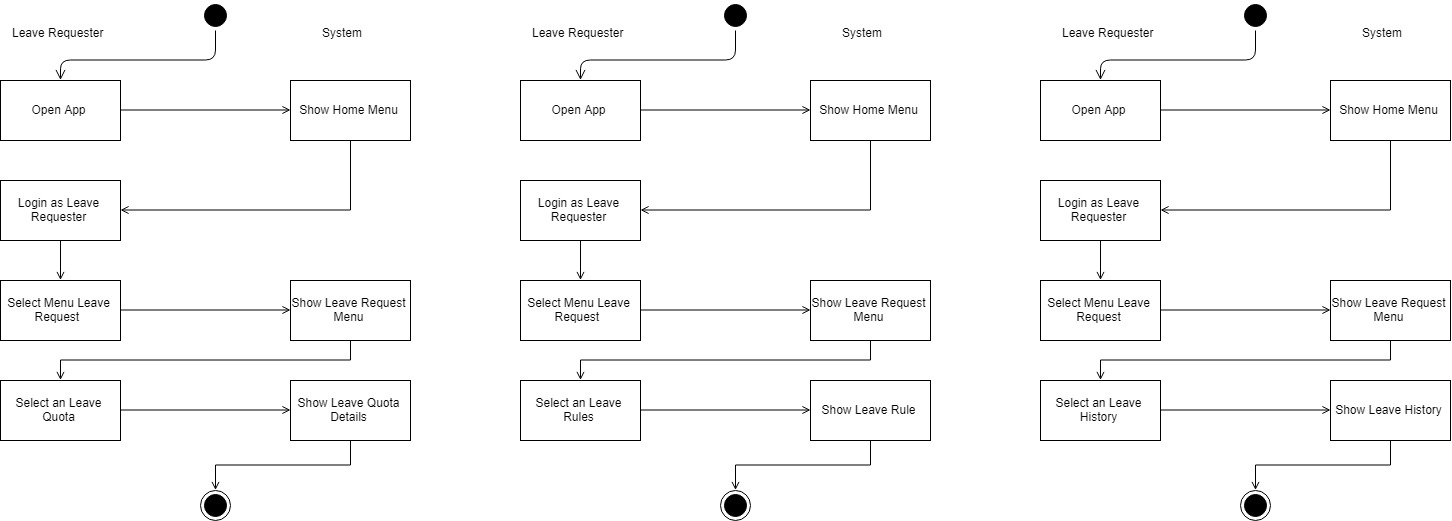 Leave Requester
System
Open App
Show Home Menu
Login as Leave
Requester
Select Menu Leave
Request
Show Leave Request
Menu
Select an Leave
Quota
Show Leave Quota
Details
Leave Requester
System
Open App
Show Home Menu
Login as Leave
Requester
Select Menu Leave
Request
Show Leave Request
Menu
Select an Leave
Rules
Show Leave Rule
Leave Requester
System
Open App
Show Home Menu
Login as Leave
Requester
Select Menu Leave
Request
Show Leave Request
Menu
Select an Leave
History
Show Leave History